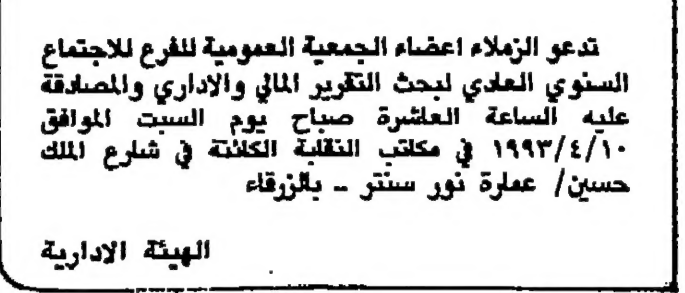 تدعو الزملاء اعضاء الجمعية العمومية للفرع للاجتماع
السنوي العادي لبحث التقرير المالي والاداري والمصادقة
عليه الساعة العاشرة صباح يوم السبت الموافق
١٩٩٣/٤/١٠ في مكاتب النقابة الكائنة في شارع الملك
حسين/ عمارة نور سنتر - بالزرقاء
الهيئة الادارية